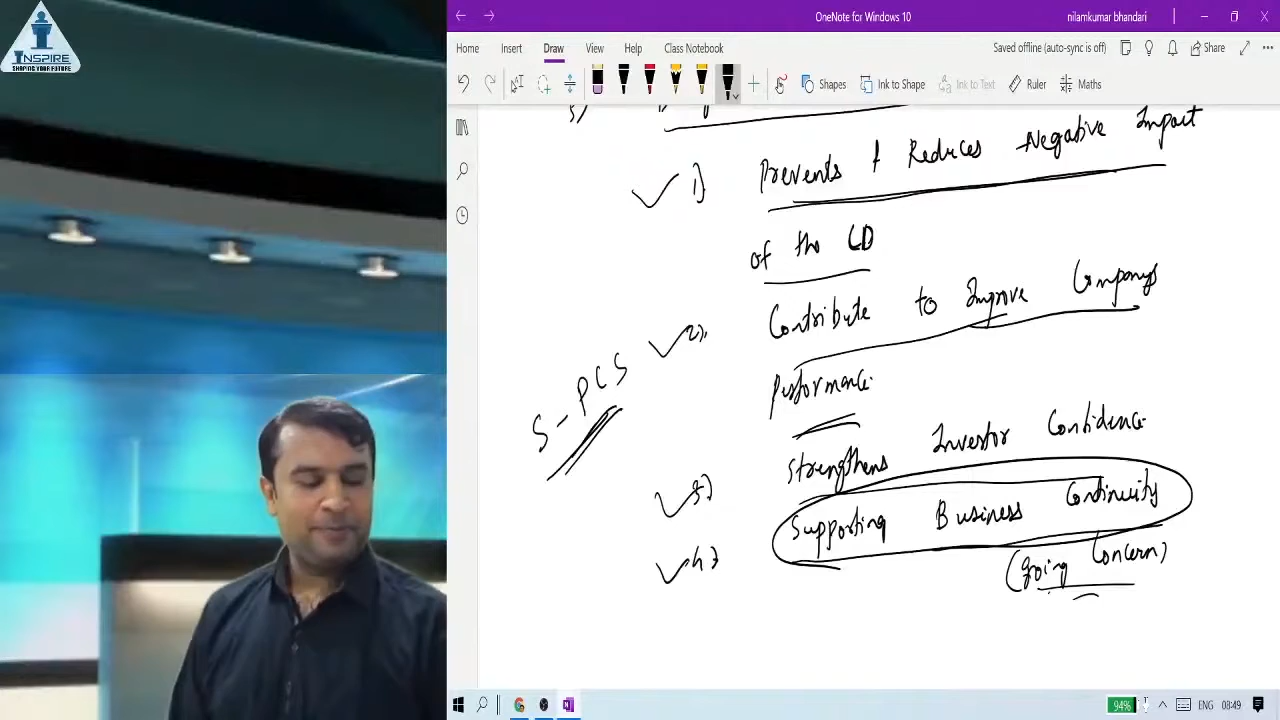 INSPIRE
SHAPING YOUR FUTURE
OneNote for Windows 10
nilamkumar bhandari
Home Insert Draw View Help Class Notebook
Saved offline (auto-sync is off)
Share
Shapes Ink to Shape Ink to Text Ruler Maths
1) Prevents & Reduces Negative Impact
of the CD
2) Contribute to Improve Companys
Performance
S-PCS
3) Strengthens Investor Confidence
4) Supporting Business Continuity
(Going Concern)
94%
ENG 08:49